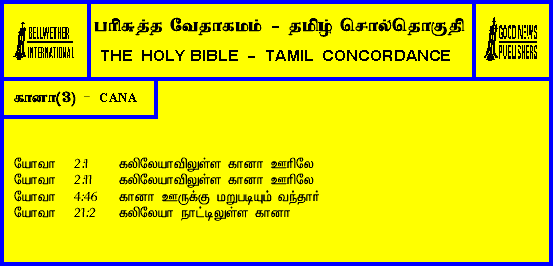 BELLWETHER
INTERNATIONAL
பரிசுத்த வேதாகமம் - தமிழ் சொல்தொகுதி
THE HOLY BIBLE - TAMIL CONCORDANCE
GOOD NEWS
PUBLISHERS
கானா(3) - CANA
யோவா 2:1 கலிலேயாவிலுள்ள கானா ஊரிலே
யோவா 2:11 கலிலேயாவிலுள்ள கானா ஊரிலே
யோவா 4:46 கானா ஊருக்கு மறுபடியும் வந்தார்
யோவா 21:2 கலிலேயா நாட்டிலுள்ள கானா